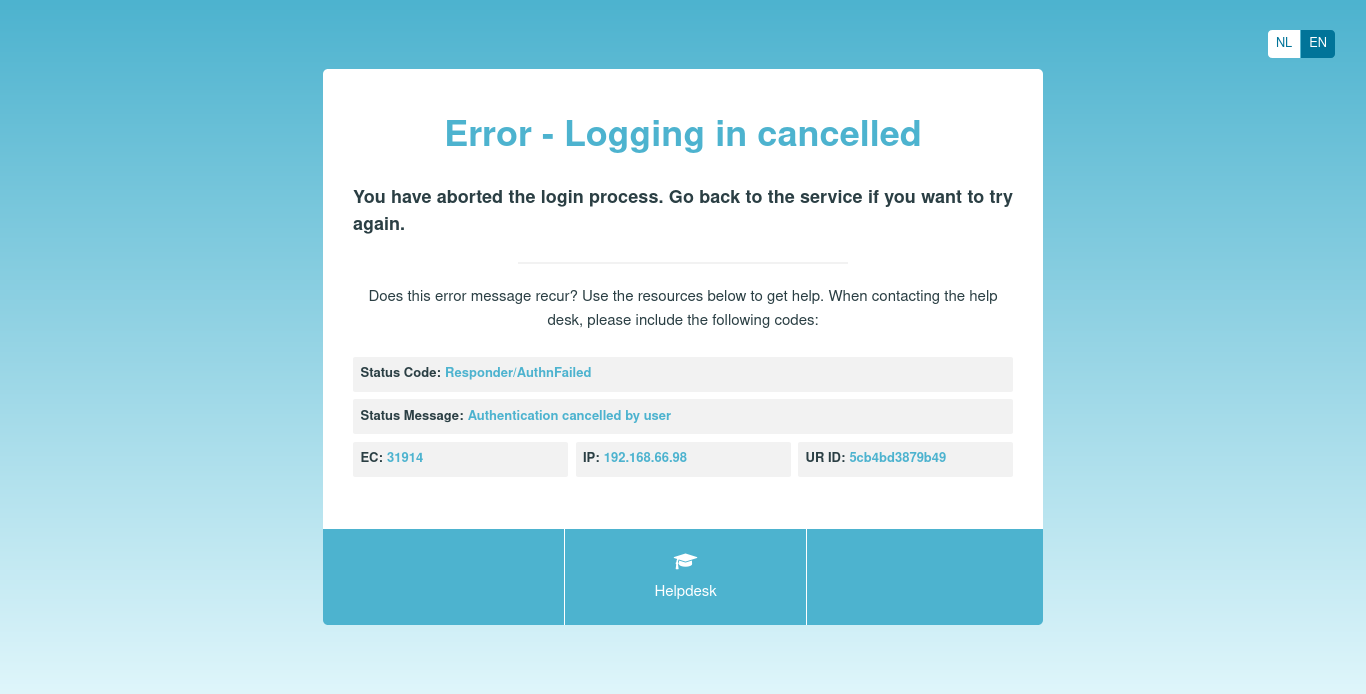 NL EN
Error - Logging in cancelled
You have aborted the login process. Go back to the service if you want to try
again.
Does this error message recur? Use the resources below to get help. When contacting the help
desk, please include the following codes:
Status Code: Responder/AuthnFailed
Status Message: Authentication cancelled by user
EC: 31914 IP: 192.168.66.98 UR ID: 5cb4bd3879b49
Helpdesk